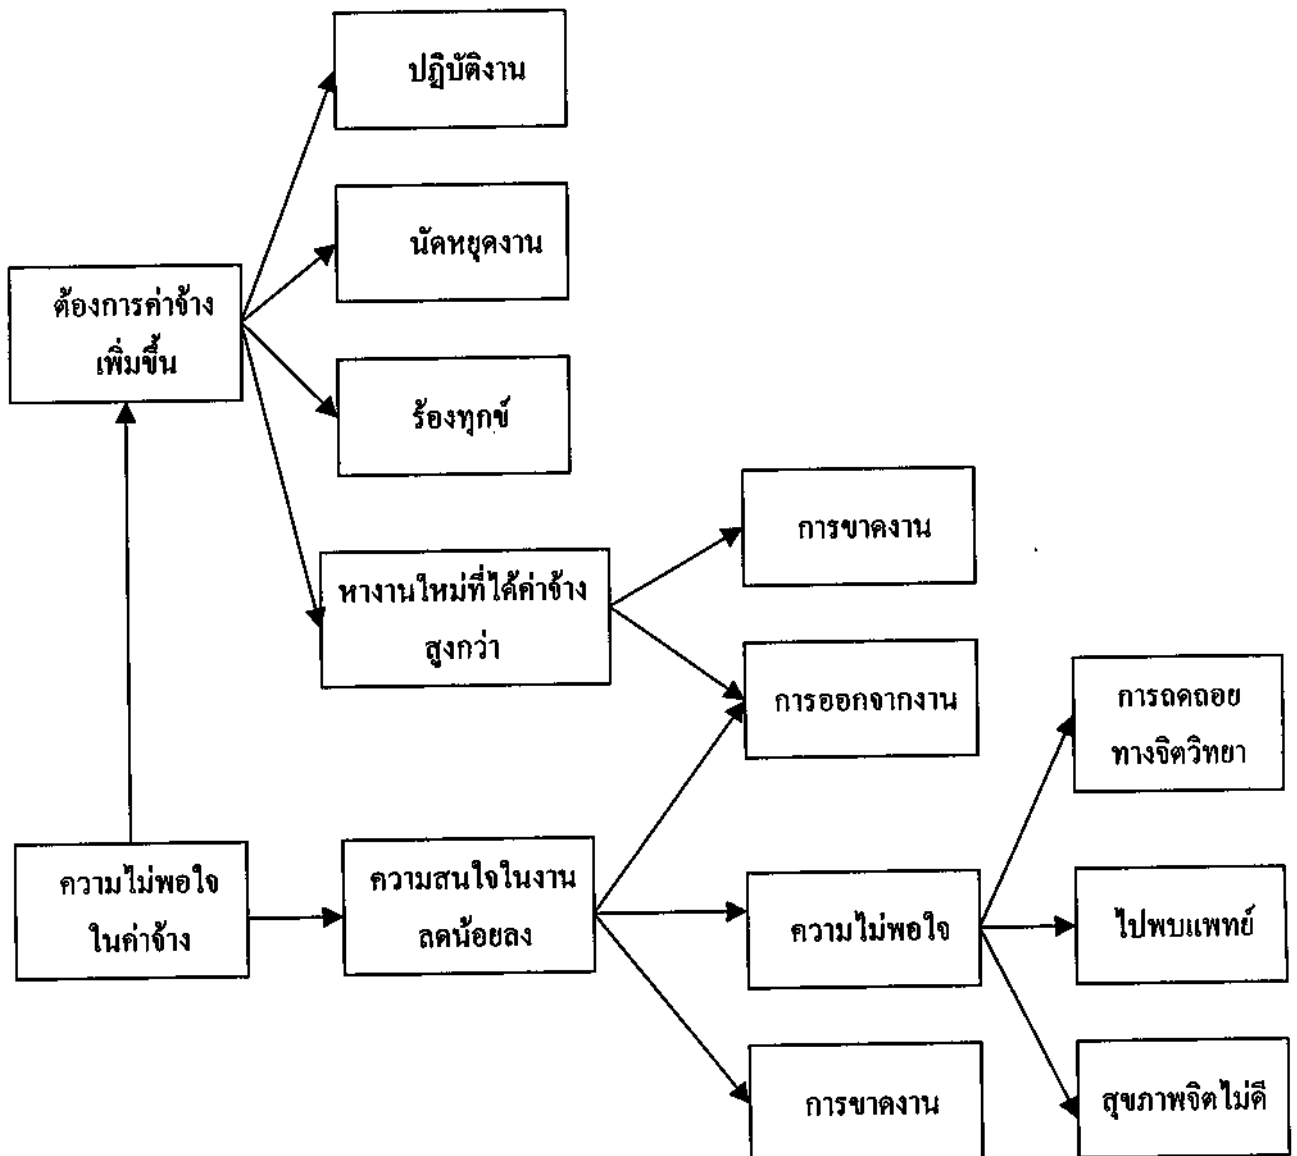 ปฏิบัติงาน
นัดหยุดงาน
ต้องการค่าจ้าง
เพิ่มขึ้น
ร้องทุกข์
การขาดงาน
หางานใหม่ที่ได้ค่าจ้าง
สูงกว่า
การออกจากงาน
การถดถอย
ทางจิตวิทยา
ความไม่พอใจ
ในค่าจ้าง
ความสนใจในงาน
ลดน้อยลง
ความไม่พอใจ
ไปพบแพทย์
การขาดงาน
สุขภาพจิตไม่ดี